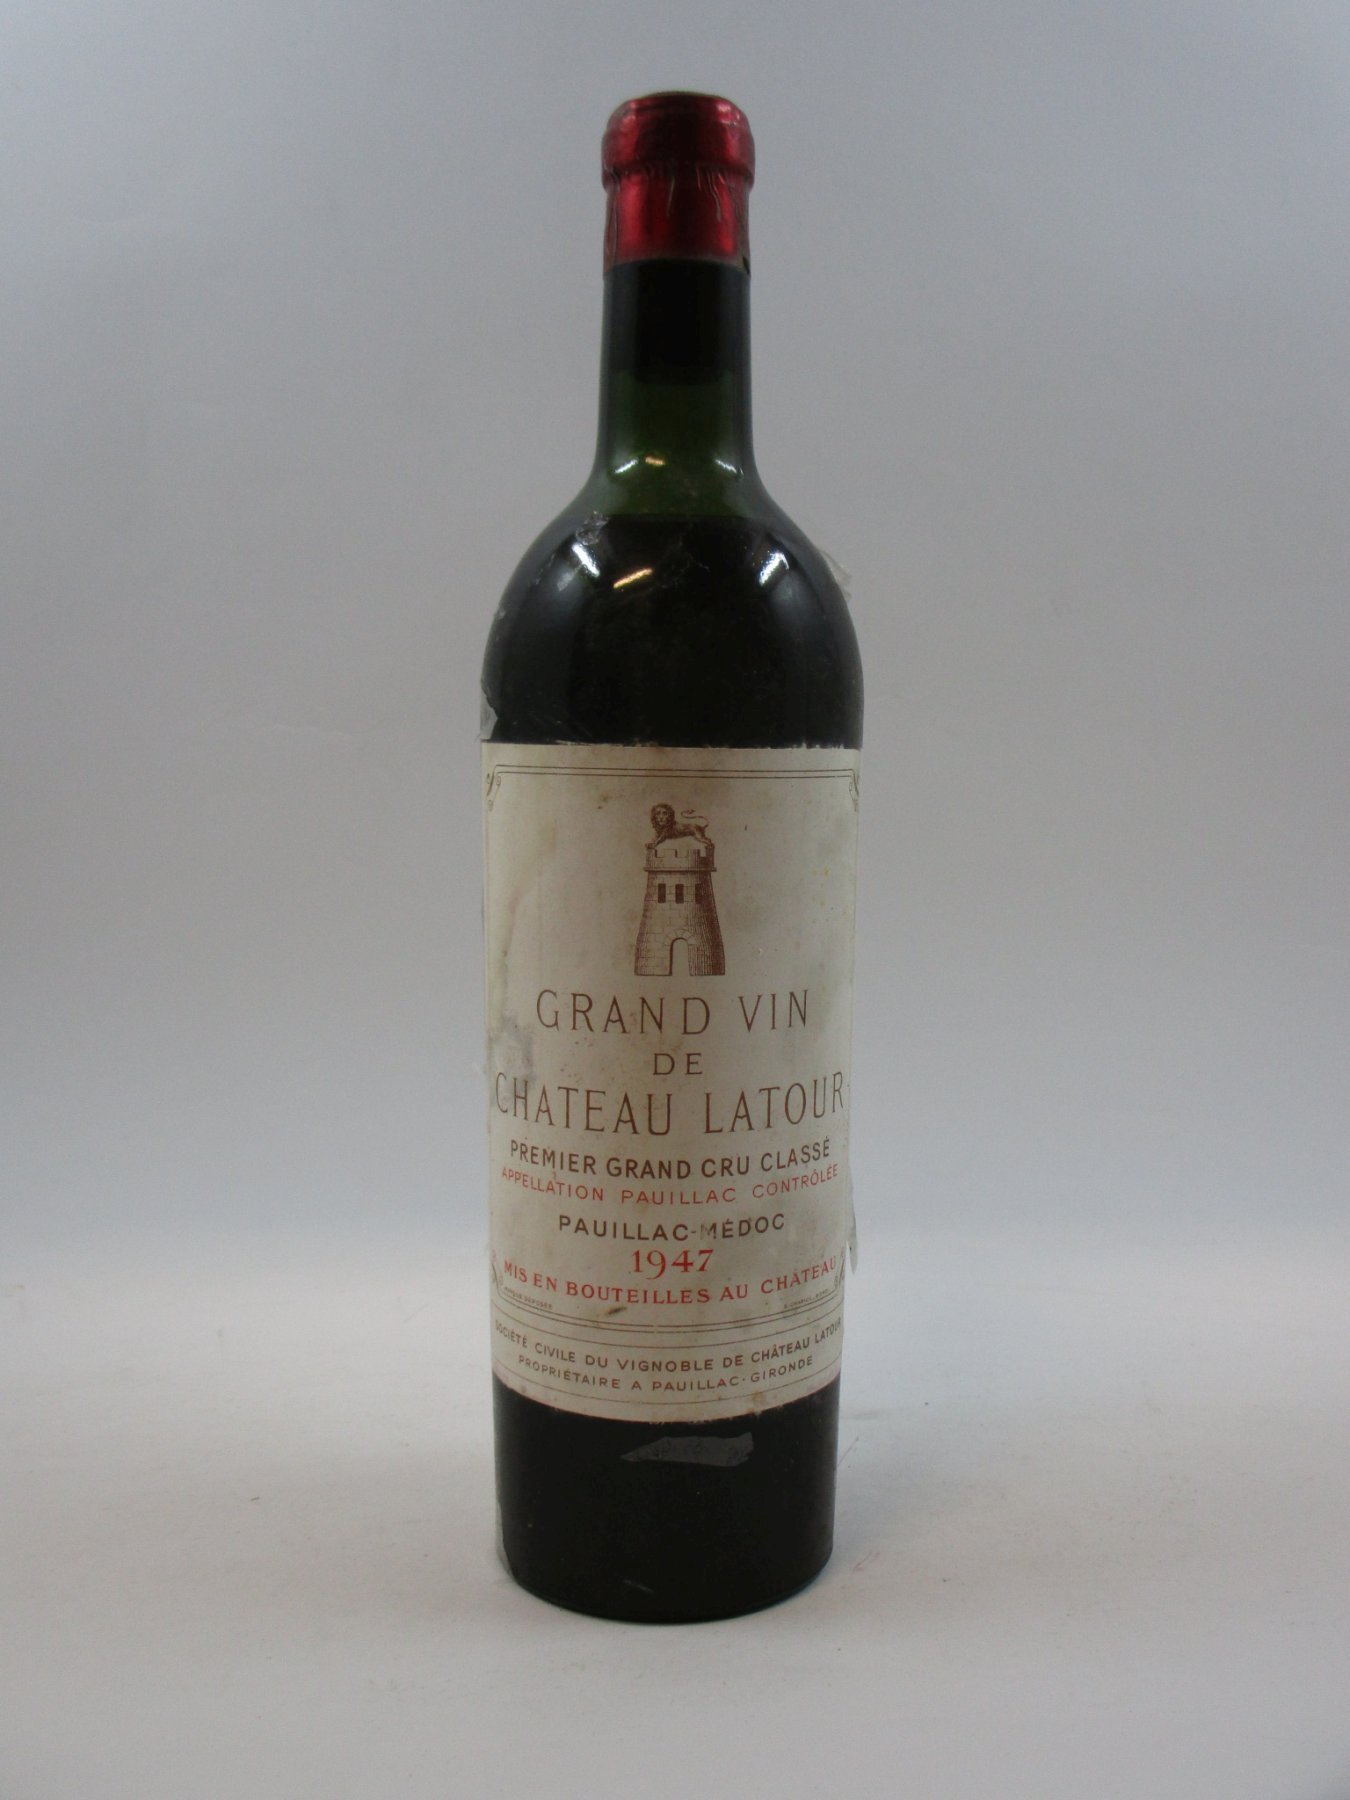 GRAND VIN
DE
CHATEAU LATOUR
PREMIER GRAND CRU CLASSÉ
APPELLATION PAUILLAC CONTRÔLÉE
PAUILLAC-MÉDOC
1947
MIS EN BOUTEILLES AU CHÂTEAU
SOCIÉTÉ CIVILE DU VIGNOBLE DE CHÂTEAU LATOUR
PROPRIÉTAIRE A PAUILLAC-GIRONDE